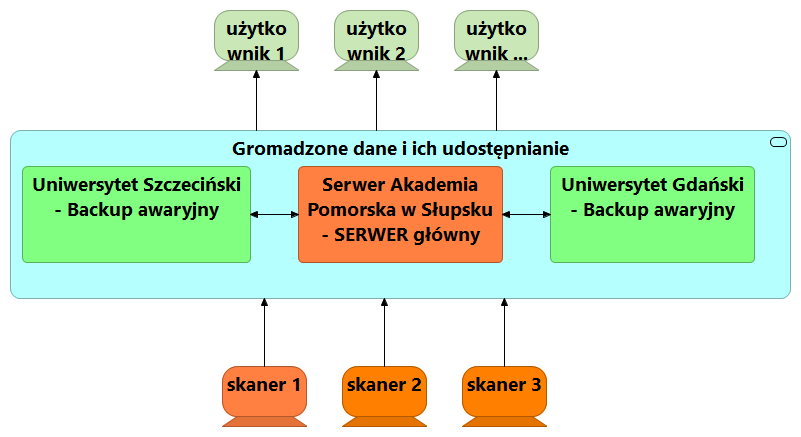 użytko
wnik 1
użytko
wnik 2
użytko
wnik ...
Gromadzone dane i ich udostępnianie
Uniwersytet Szczeciński
- Backup awaryjny
Serwer Akademia
Pomorska w Słupsku
- SERWER główny
Uniwersytet Gdański
- Backup awaryjny
skaner 1
skaner 2
skaner 3